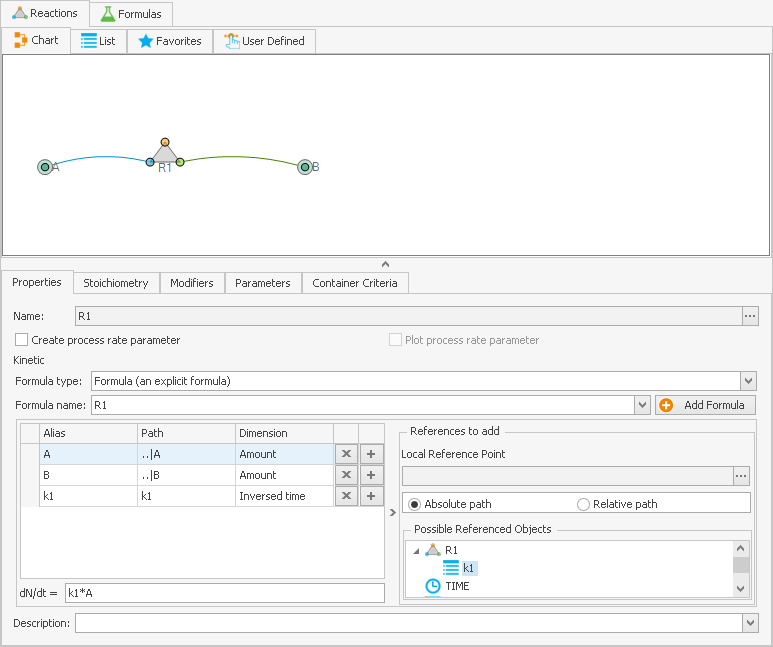 Reactions Formulas
Chart List Favorites User Defined
A R1 B
Properties Stoichiometry Modifiers Parameters Container Criteria
Name: R1 ...
Create process rate parameter Plot process rate parameter
Kinetic
Formula type: Formula (an explicit formula)
Formula name: R1 Add Formula
Alias Path Dimension
A ..|A Amount
B ..|B Amount
k1 k1 Inversed time
dN/dt = k1*A
References to add
Local Reference Point
...
Absolute path Relative path
Possible Referenced Objects
R1
k1
TIME
Description: